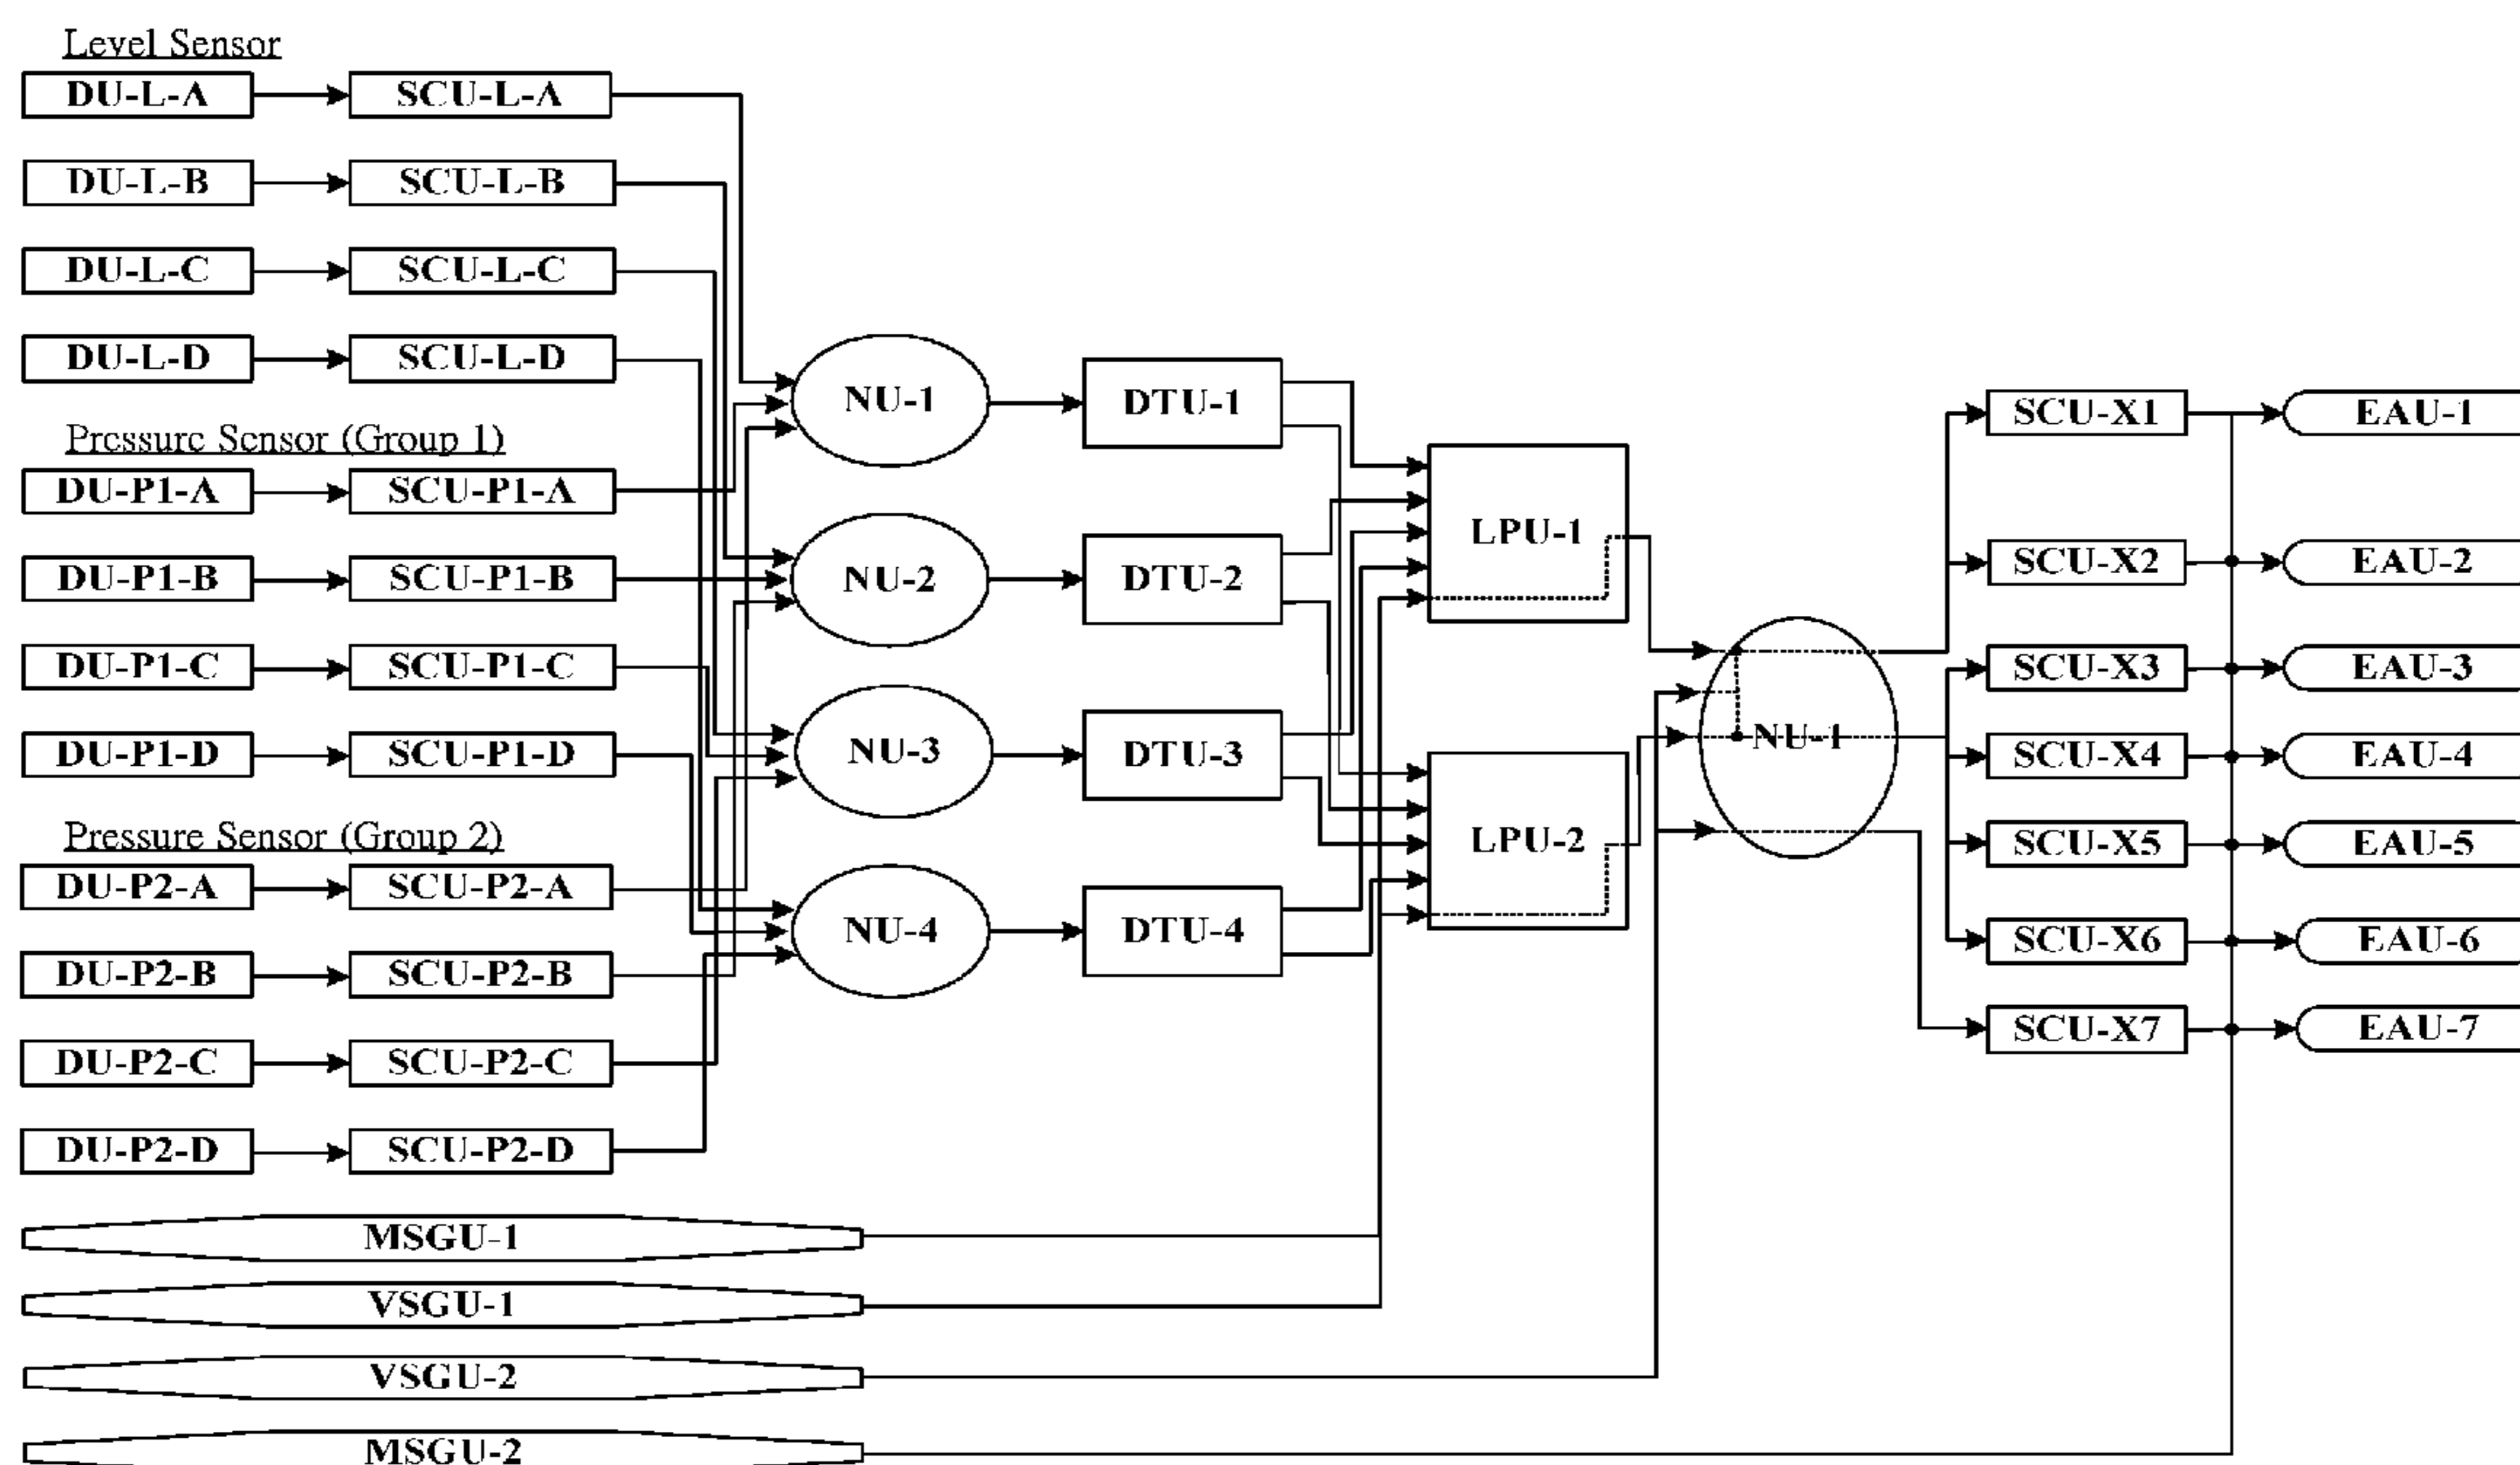 Level Sensor
DU-L-A
SCU-L-A
DU-L-B
SCU-L-B
DU-L-C
SCU-L-C
DU-L-D
SCU-L-D
Pressure Sensor (Group 1)
DU-P1-A
SCU-P1-A
DU-P1-B
SCU-P1-B
DU-P1-C
SCU-P1-C
DU-P1-D
SCU-P1-D
Pressure Sensor (Group 2)
DU-P2-A
SCU-P2-A
DU-P2-B
SCU-P2-B
DU-P2-C
SCU-P2-C
DU-P2-D
SCU-P2-D
MSGU-1
VSGU-1
VSGU-2
MSGU-2
NU-1
NU-2
NU-3
NU-4
DTU-1
DTU-2
DTU-3
DTU-4
LPU-1
LPU-2
NU-1
SCU-X1
EAU-1
SCU-X2
EAU-2
SCU-X3
EAU-3
SCU-X4
EAU-4
SCU-X5
EAU-5
SCU-X6
EAU-6
SCU-X7
EAU-7